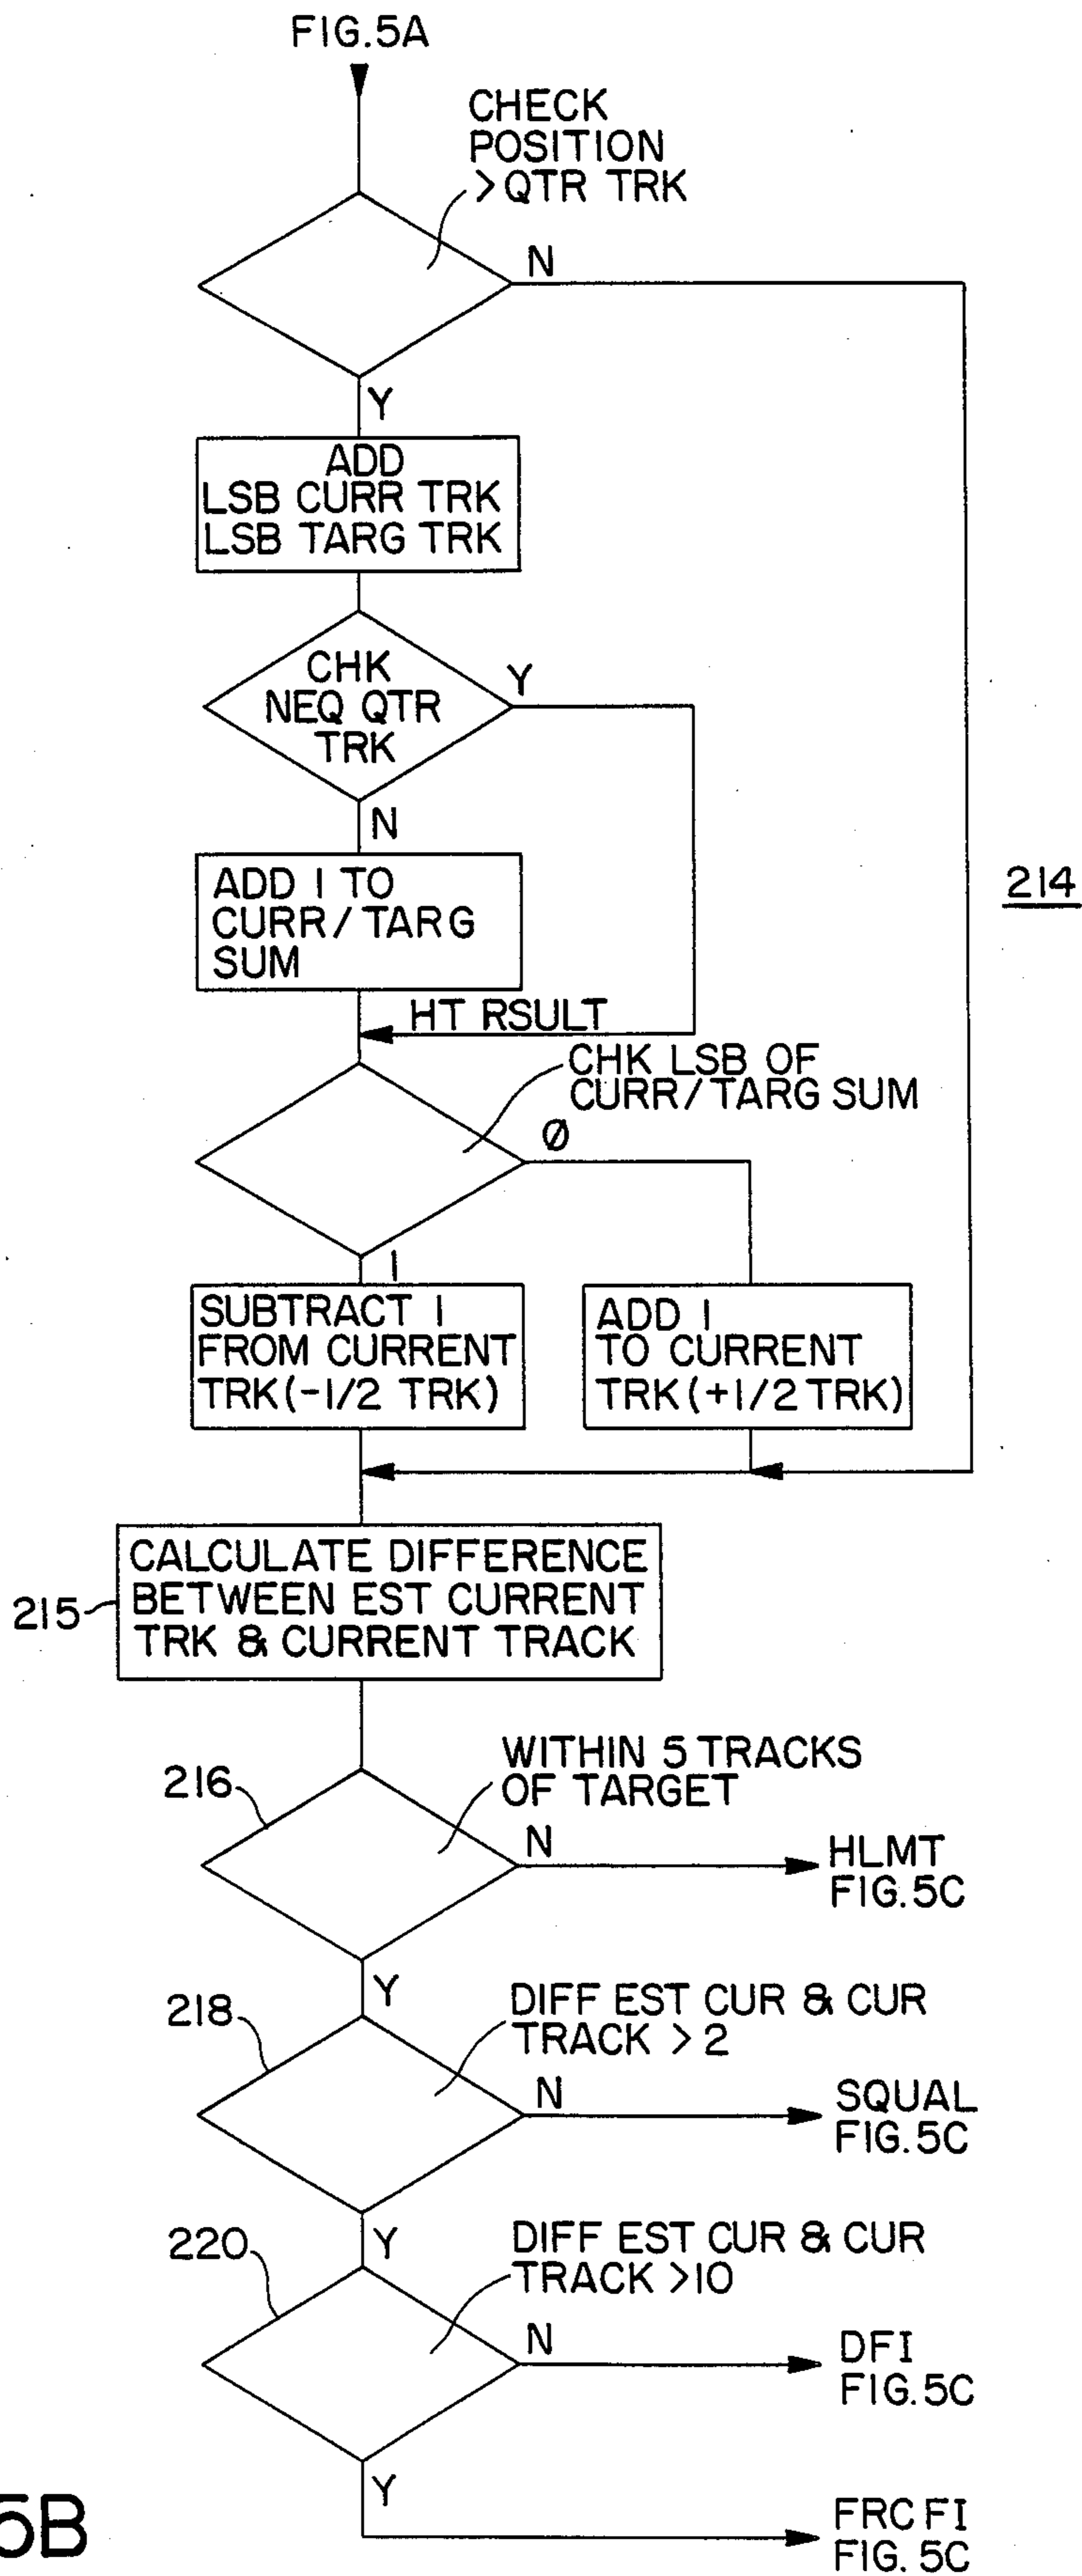 FIG.5A
CHECK
POSITION
>QTR TRK
N
Y
ADD
LSB CURR TRK
LSB TARG TRK
CHK
NEQ QTR
TRK
Y
N
ADD 1 TO
CURR/TARG
SUM
214
HT RSULT
CHK LSB OF
CURR/TARG SUM
Ø
1
SUBTRACT 1
FROM CURRENT
TRK(-1/2 TRK)
ADD 1
TO CURRENT
TRK(+1/2 TRK)
215
CALCULATE DIFFERENCE
BETWEEN EST CURRENT
TRK & CURRENT TRACK
216
WITHIN 5 TRACKS
OF TARGET
N
HLMT
FIG.5C
Y
218
DIFF EST CUR & CUR
TRACK >2
N
SQUAL
FIG.5C
Y
220
DIFF EST CUR & CUR
TRACK >10
N
DFI
FIG.5C
Y
FRCFI
FIG.5C
5B